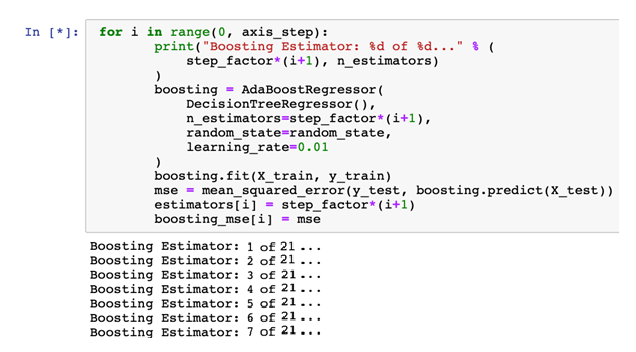 In [*]: for i in range(0, axis_step):
print("Boosting Estimator: %d of %d..." % (
step_factor*(i+1), n_estimators)
)
boosting = AdaBoostRegressor(
DecisionTreeRegressor(),
n_estimators=step_factor*(i+1),
random_state=random_state,
learning_rate=0.01
)
boosting.fit(X_train, y_train)
mse = mean_squared_error(y_test, boosting.predict(X_test))
estimators[i] = step_factor*(i+1)
boosting_mse[i] = mse
Boosting Estimator: 1 of 21...
Boosting Estimator: 2 of 21...
Boosting Estimator: 3 of 21...
Boosting Estimator: 4 of 21...
Boosting Estimator: 5 of 21...
Boosting Estimator: 6 of 21...
Boosting Estimator: 7 of 21...